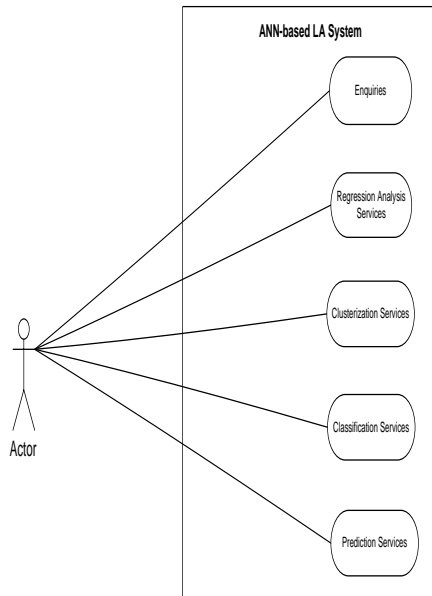 ANN-based LA System
Enquiries
Regression Analysis
Services
Clusterization Services
Classification Services
Prediction Services
Actor